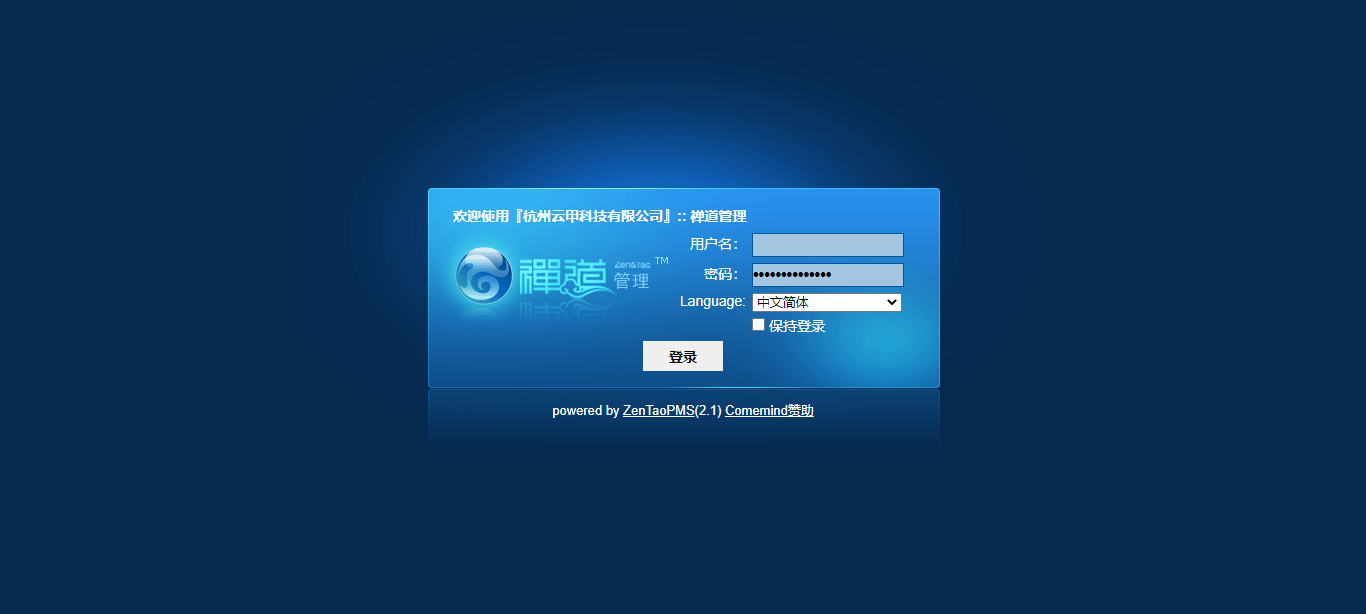 欢迎使用『杭州云甲科技有限公司』:: 禅道管理
用户名：
禪道 Zen&Tao 管理 TM
密码： ••••••••••••••
Language: 中文简体
保持登录
登录
powered by ZenTaoPMS(2.1) Comemind赞助